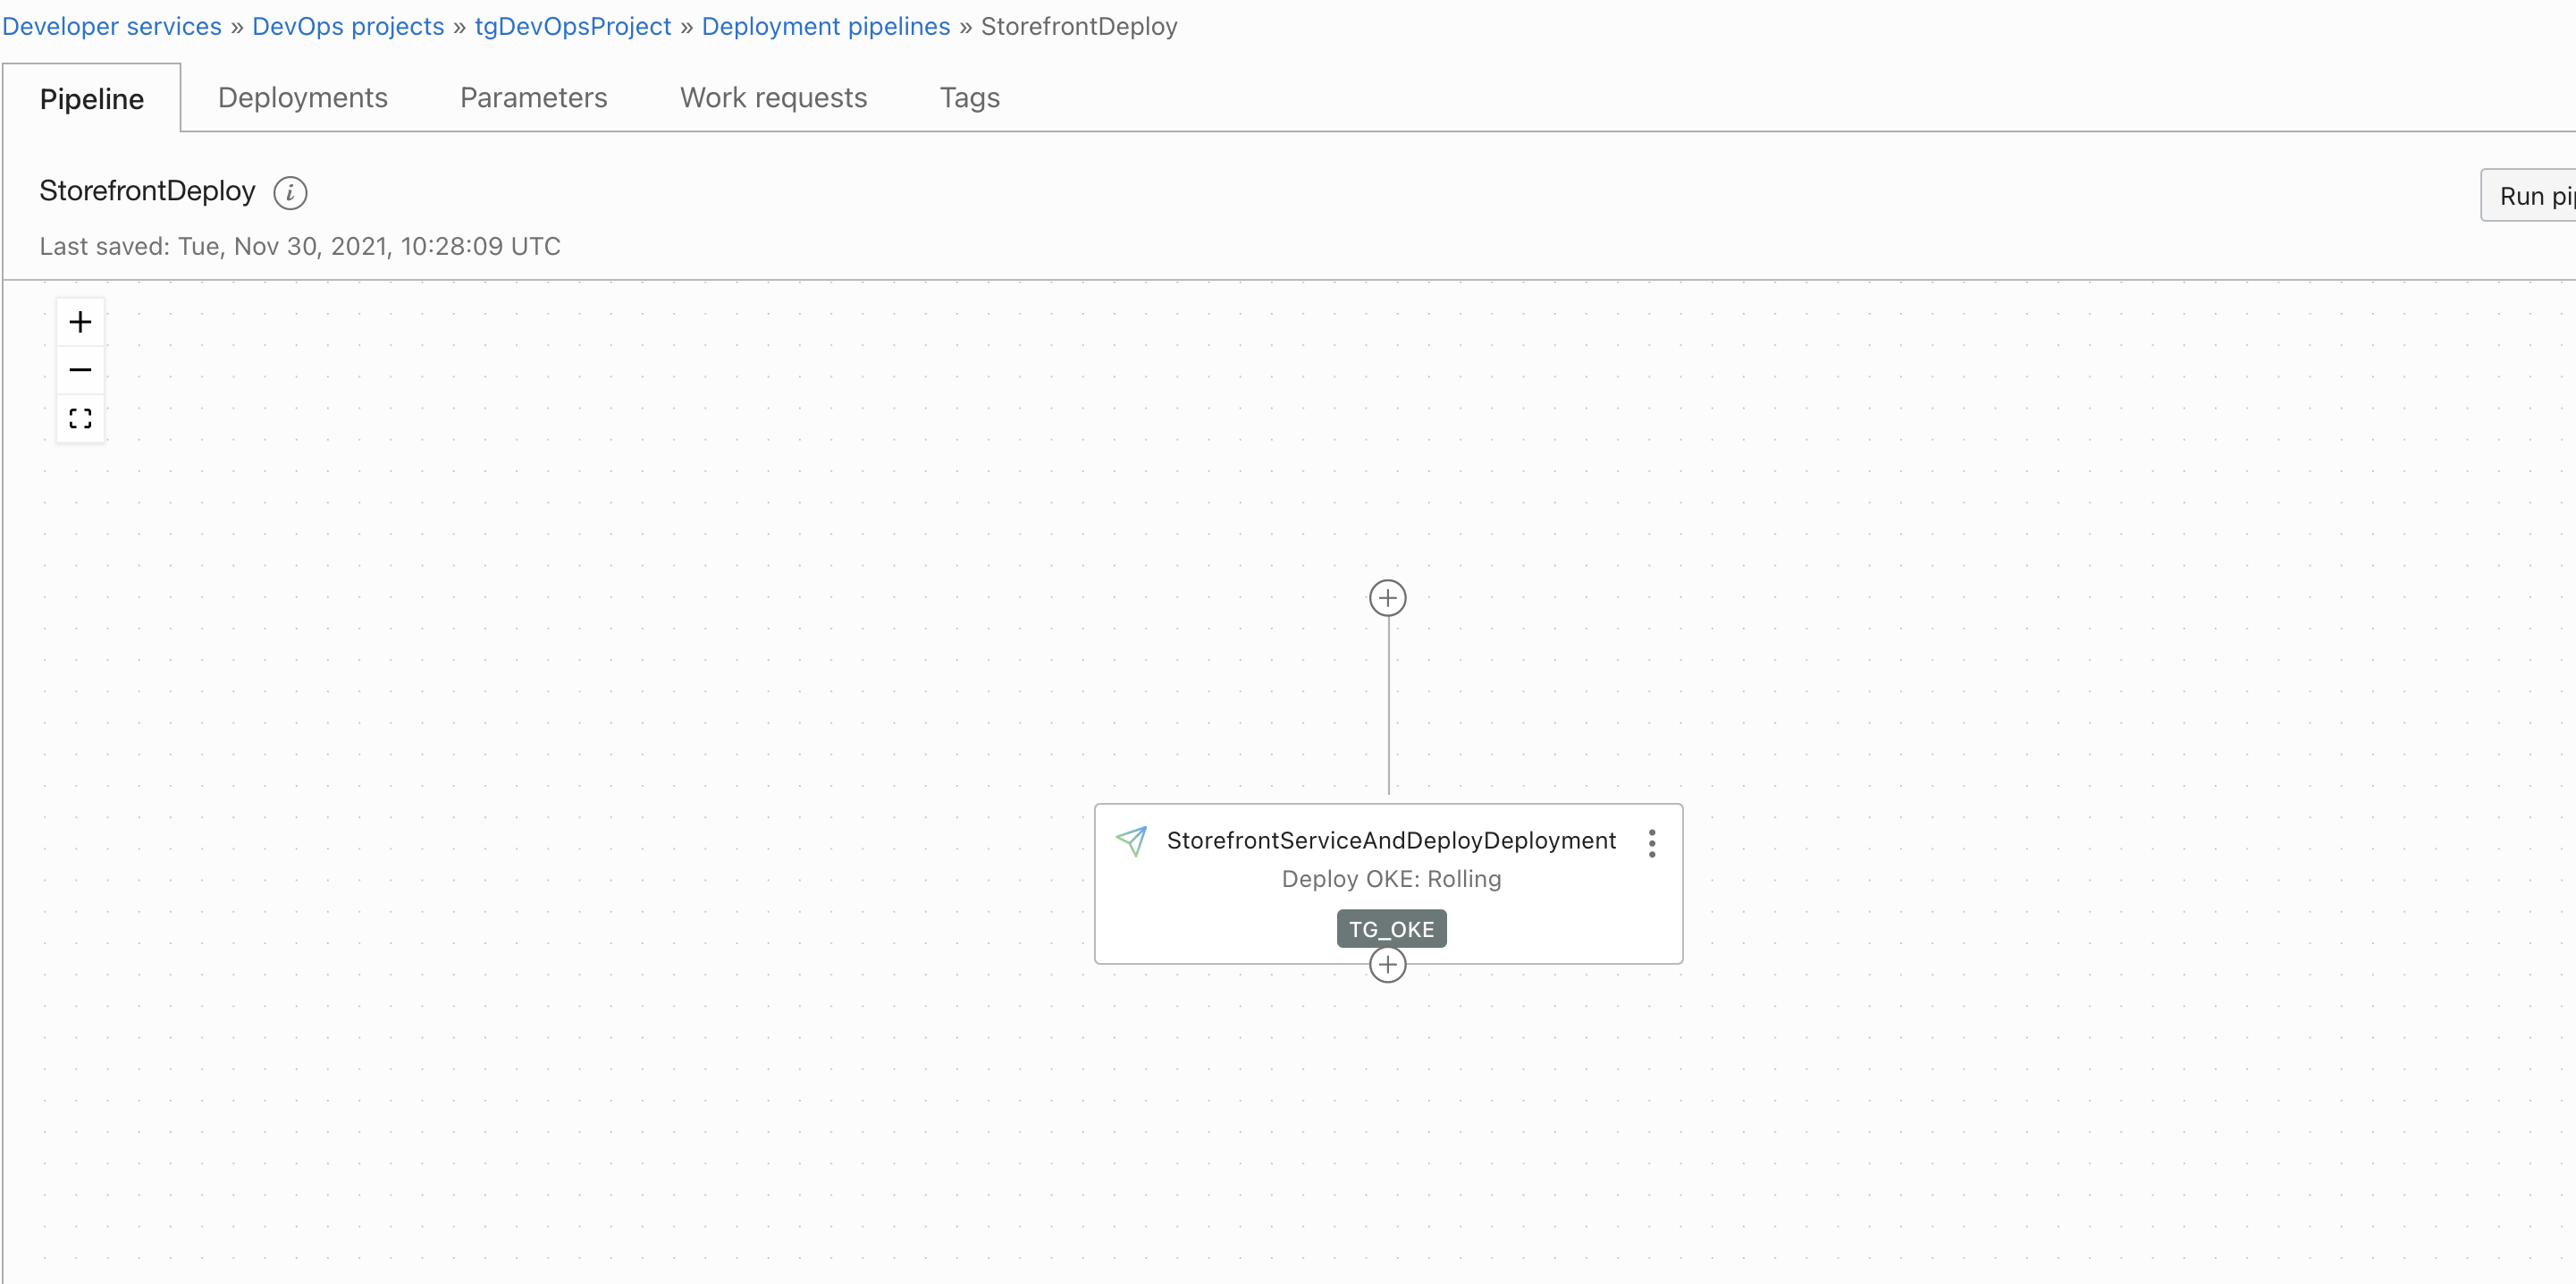 Developer services » DevOps projects » tgDevOpsProject » Deployment pipelines » StorefrontDeploy
Pipeline Deployments Parameters Work requests Tags
StorefrontDeploy i
Run pi
Last saved: Tue, Nov 30, 2021, 10:28:09 UTC
StorefrontServiceAndDeployDeployment
Deploy OKE: Rolling
TG_OKE